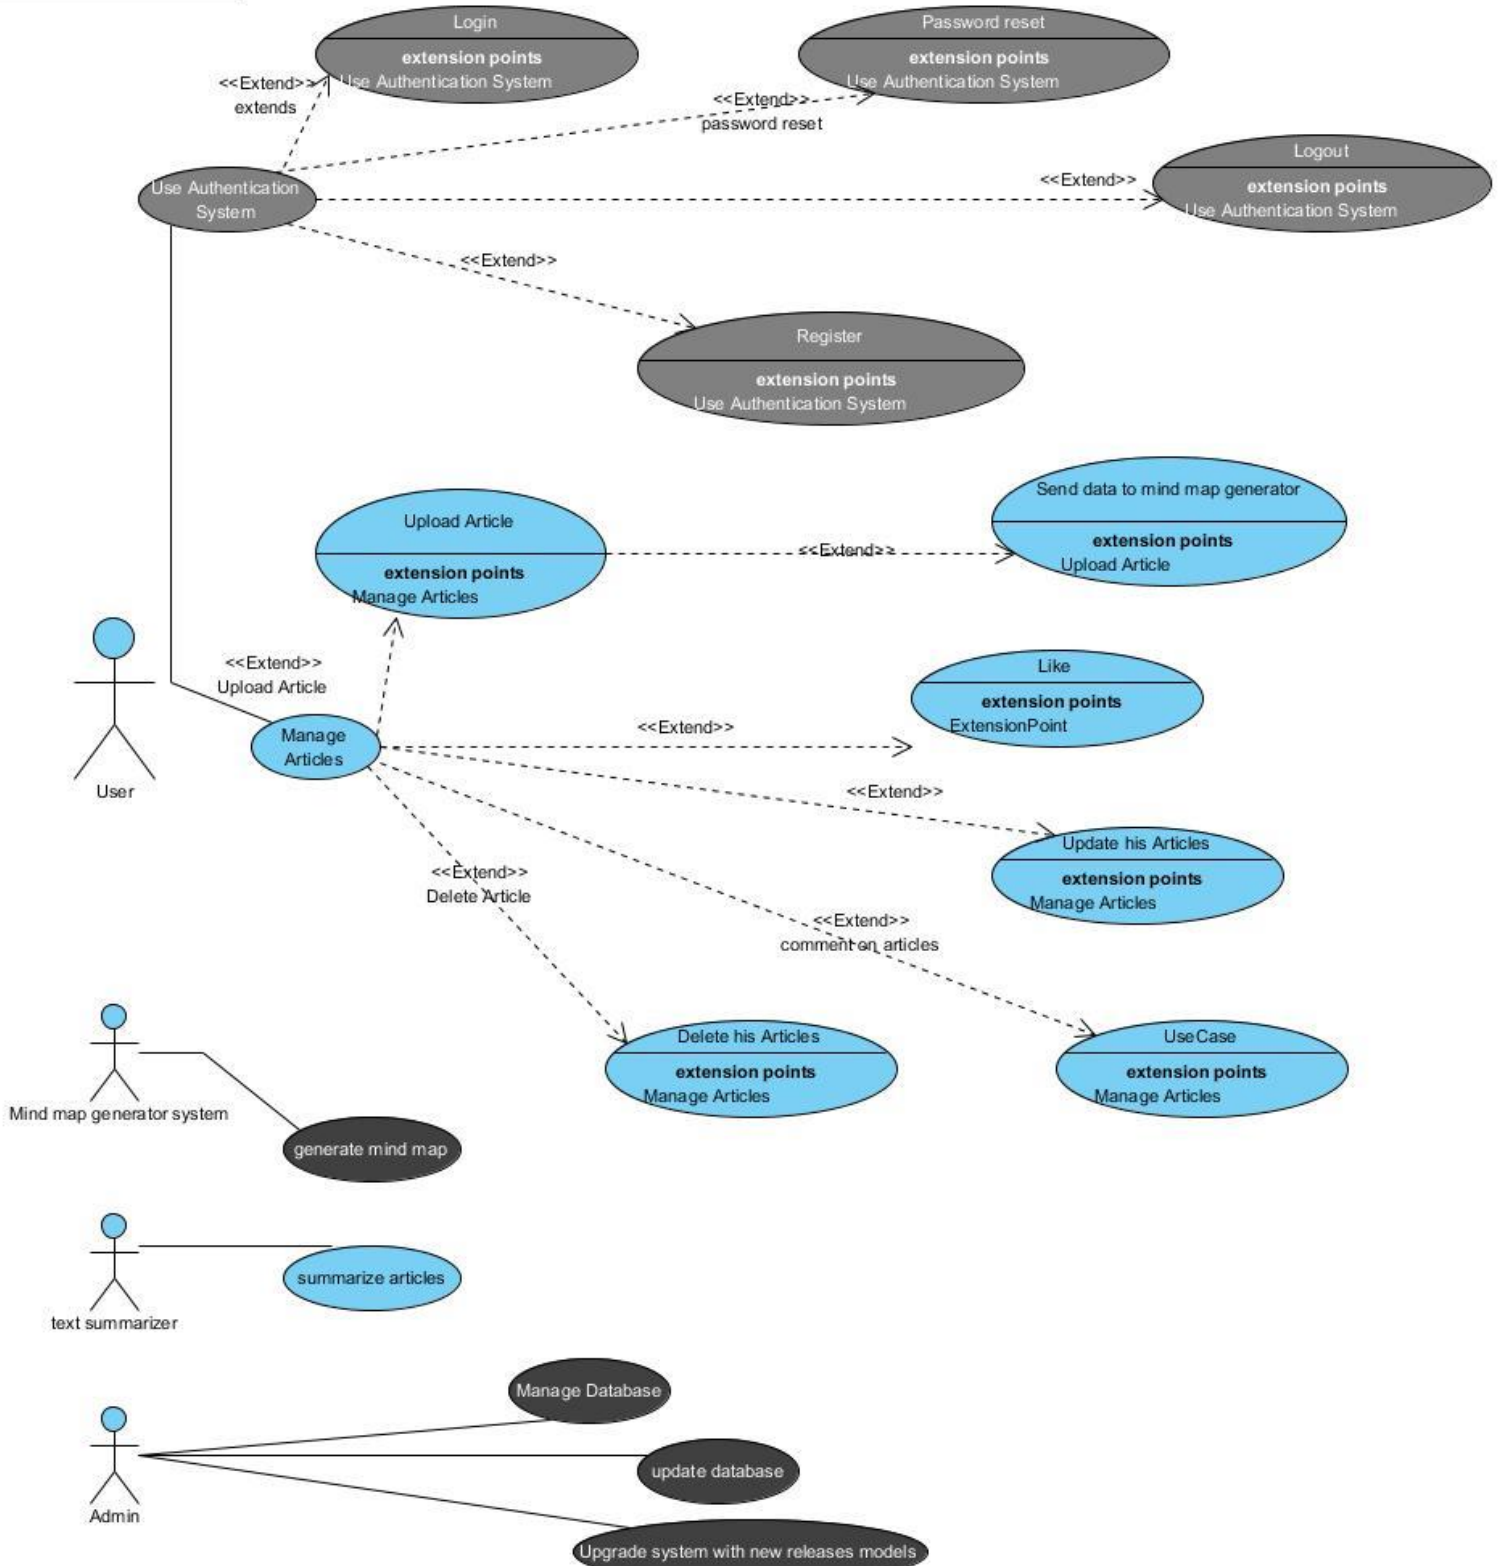 Login
extension points
Use Authentication System
Password reset
extension points
Use Authentication System
<<Extend>>
extends
<<Extend>>
password reset
Logout
extension points
Use Authentication System
<<Extend>>
Use Authentication
System
<<Extend>>
Register
extension points
Use Authentication System
Upload Article
extension points
Manage Articles
<<Extend>>
Send data to mind map generator
extension points
Upload Article
<<Extend>>
Upload Article
Like
extension points
ExtensionPoint
<<Extend>>
Manage
Articles
User
<<Extend>>
Update his Articles
extension points
Manage Articles
<<Extend>>
Delete Article
<<Extend>>
comment on articles
Delete his Articles
extension points
Manage Articles
UseCase
extension points
Manage Articles
Mind map generator system
generate mind map
summarize articles
text summarizer
Manage Database
update database
Admin
Upgrade system with new releases models